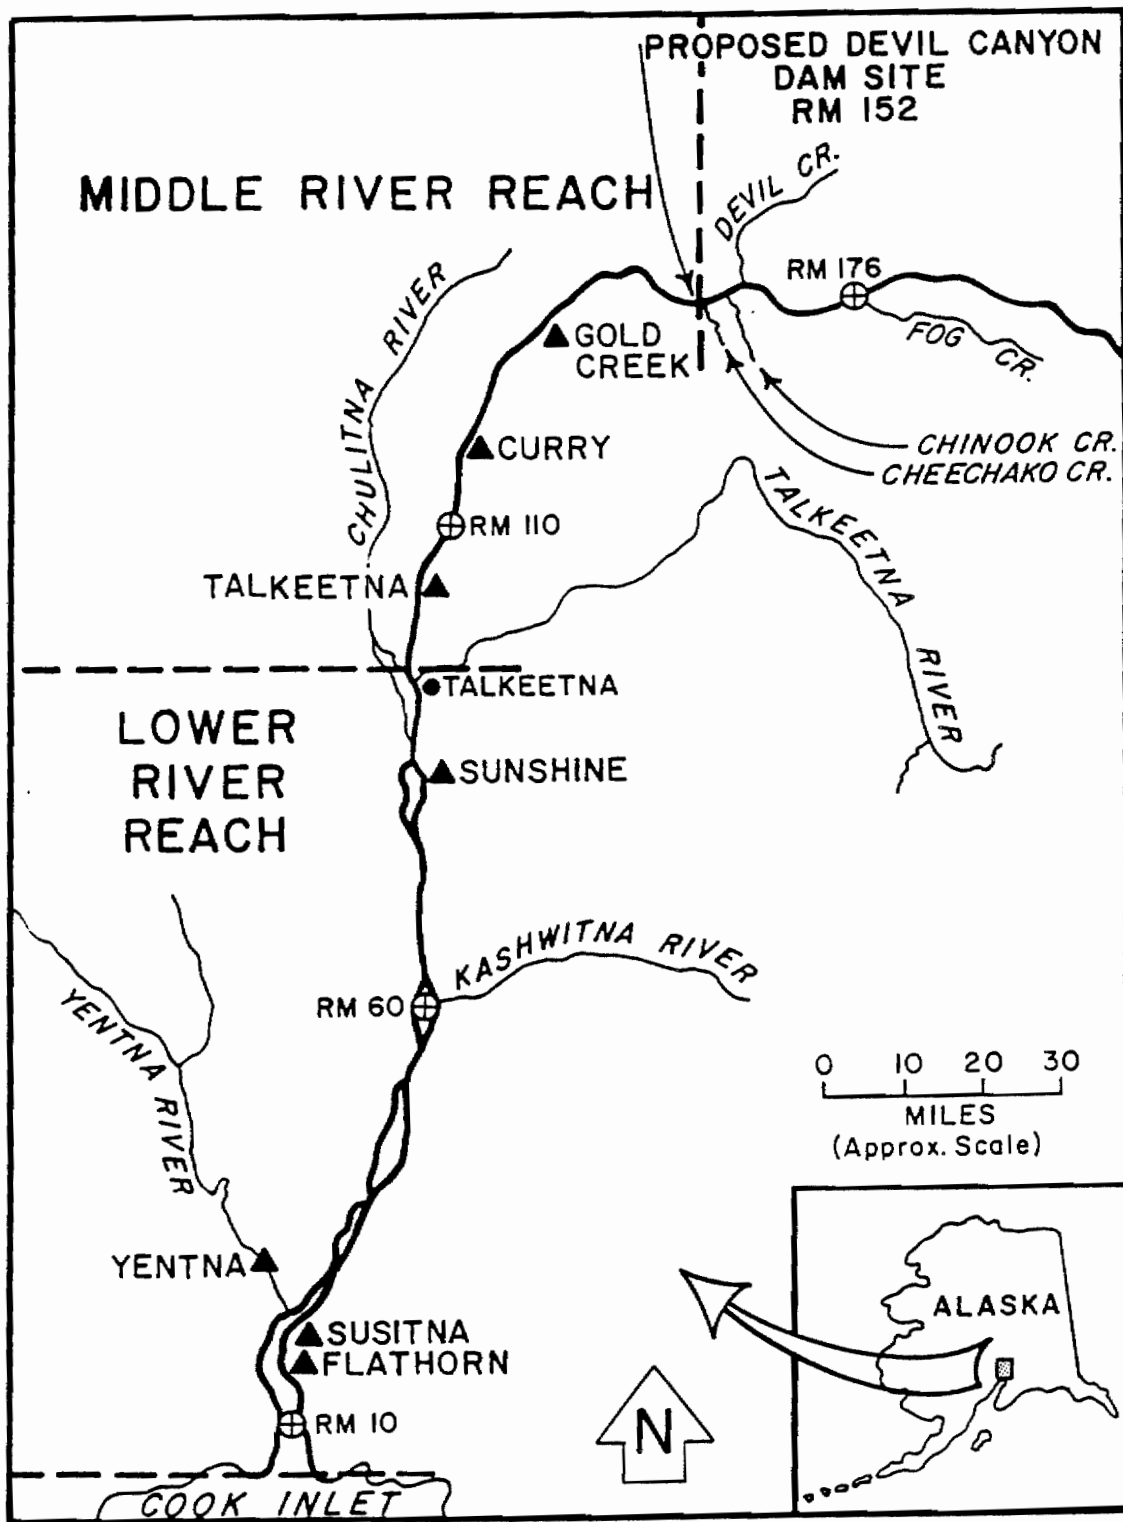 PROPOSED DEVIL CANYON
DAM SITE
RM 152
MIDDLE RIVER REACH
DEVIL CR.
RM 176
CHULITNA RIVER
GOLD
CREEK
FOG CR.
CURRY
CHINOOK CR.
CHEECHAKO CR.
RM 110
TALKEETNA RIVER
TALKEETNA
TALKEETNA
LOWER
RIVER
REACH
SUNSHINE
KASHWITNA RIVER
RM 60
YENTNA RIVER
0 10 20 30
MILES
(Approx. Scale)
YENTNA
ALASKA
SUSITNA
FLATHORN
RM 10
N
COOK INLET